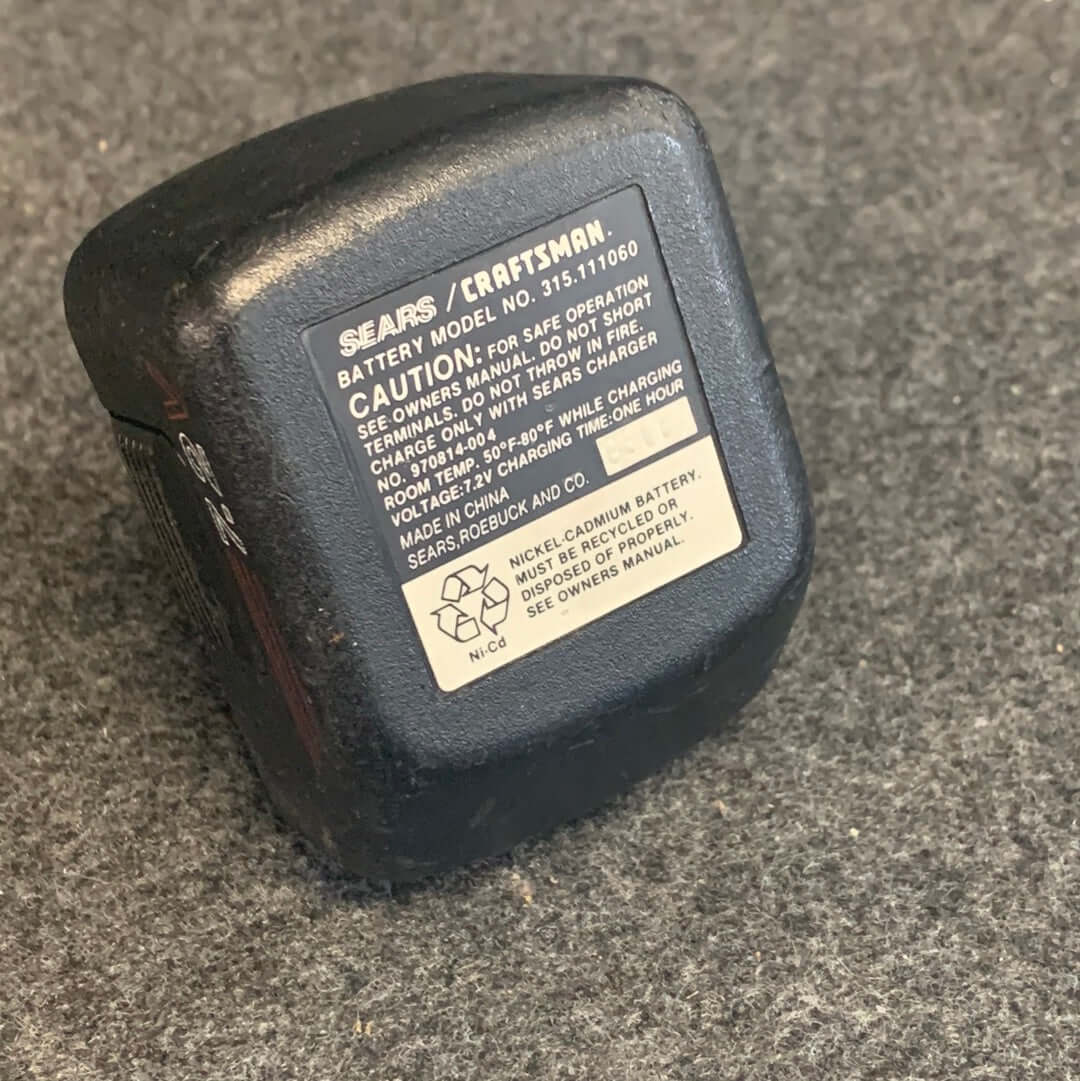 SEARS / CRAFTSMAN.
BATTERY MODEL NO. 315.111060
CAUTION: FOR SAFE OPERATION
SEE OWNERS MANUAL. DO NOT SHORT
TERMINALS. DO NOT THROW IN FIRE.
CHARGE ONLY WITH SEARS CHARGER
NO. 970814-004
ROOM TEMP. 50°F-80°F WHILE CHARGING
VOLTAGE:7.2V CHARGING TIME:ONE HOUR
MADE IN CHINA
SEARS,ROEBUCK AND CO.
NICKEL-CADMIUM BATTERY.
MUST BE RECYCLED OR
DISPOSED OF PROPERLY.
SEE OWNERS MANUAL.
Ni-Cd